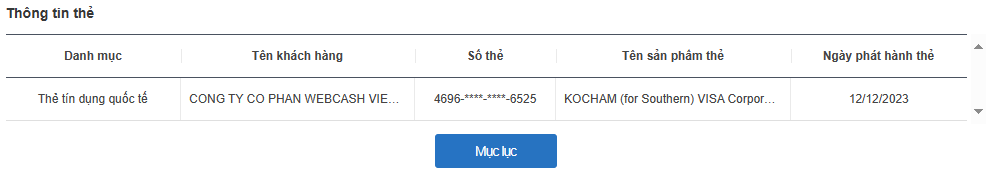 Thông tin thẻ
Danh mục Tên khách hàng Số thẻ Tên sản phẩm thẻ Ngày phát hành thẻ
Thẻ tín dụng quốc tế CONG TY CO PHAN WEBCASH VIE... 4696-****-****-6525 KOCHAM (for Southern) VISA Corpor... 12/12/2023
Mục lục